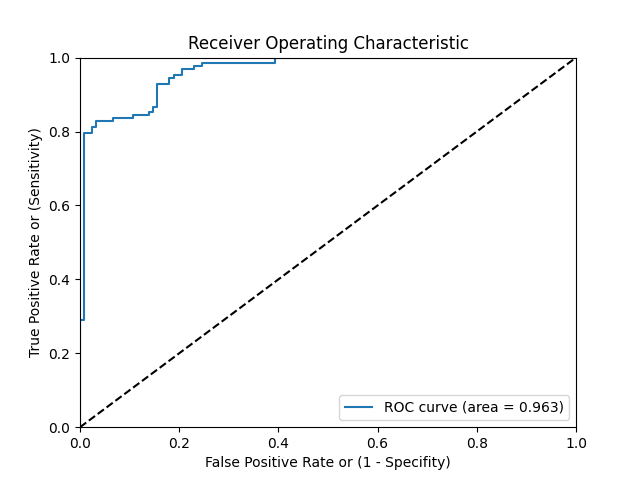 Receiver Operating Characteristic
1.0
0.8
0.6
0.4
0.2
0.0
True Positive Rate or (Sensitivity)
ROC curve (area = 0.963)
0.0 0.2 0.4 0.6 0.8 1.0
False Positive Rate or (1 - Specifity)